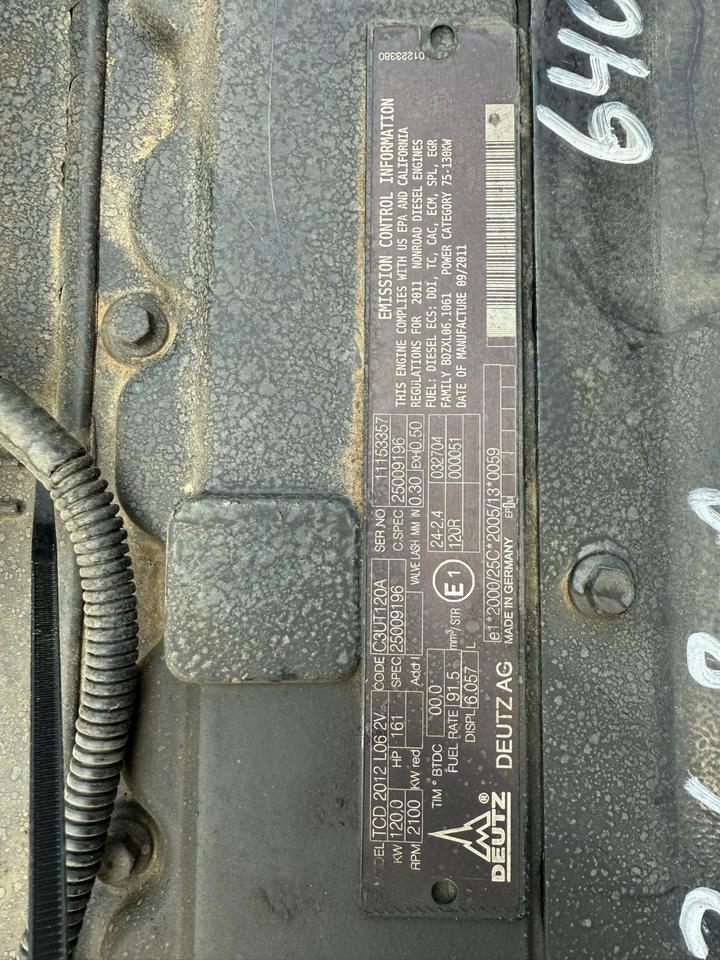 MODEL TCD 2012 L06 2V CODE C3UT120A SER.NO 11153357
KW 120,0 HP 161 SPEC 25009196 C.SPEC 25009196
RPM 2100 KW red. Add I VALVE LASH MM IN 0.30 EXH 0.50
TIM ° BTDC 00,0 24-2,4 032704
FUEL RATE 91.5 mm³/STR E1 120R 000051
DISPL 6.057 L
e1*2000/25C*2005/13*0059
DEUTZ AG MADE IN GERMANY
DEUTZ ®
EMISSION CONTROL INFORMATION
THIS ENGINE COMPLIES WITH US EPA AND CALIFORNIA
REGULATIONS FOR 2011 NONROAD DIESEL ENGINES
FUEL: DIESEL ECS: DDI, TC, CAC, ECM, SPL, EGR
FAMILY BDZXL06.1061 POWER CATEGORY 75-130KW
DATE OF MANUFACTURE 09/2011
01223380
640